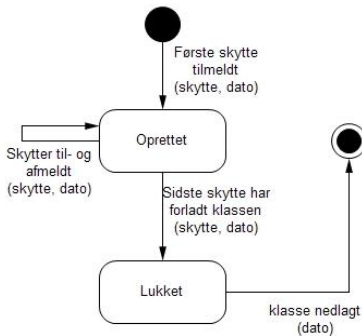 Første skytte
tilmeldt
(skytte, dato)
Oprettet
Skytter til- og
afmeldt
(skytte, dato)
Sidste skytte har
forladt klassen
(skytte, dato)
Lukket
klasse nedlagt
(dato)